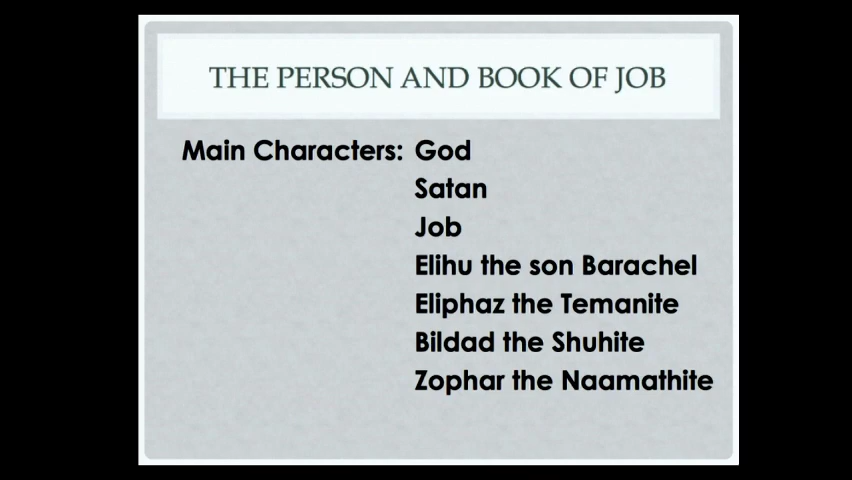 THE PERSON AND BOOK OF JOB
Main Characters: God
Satan
Job
Elihu the son Barachel
Eliphaz the Temanite
Bildad the Shuhite
Zophar the Naamathite